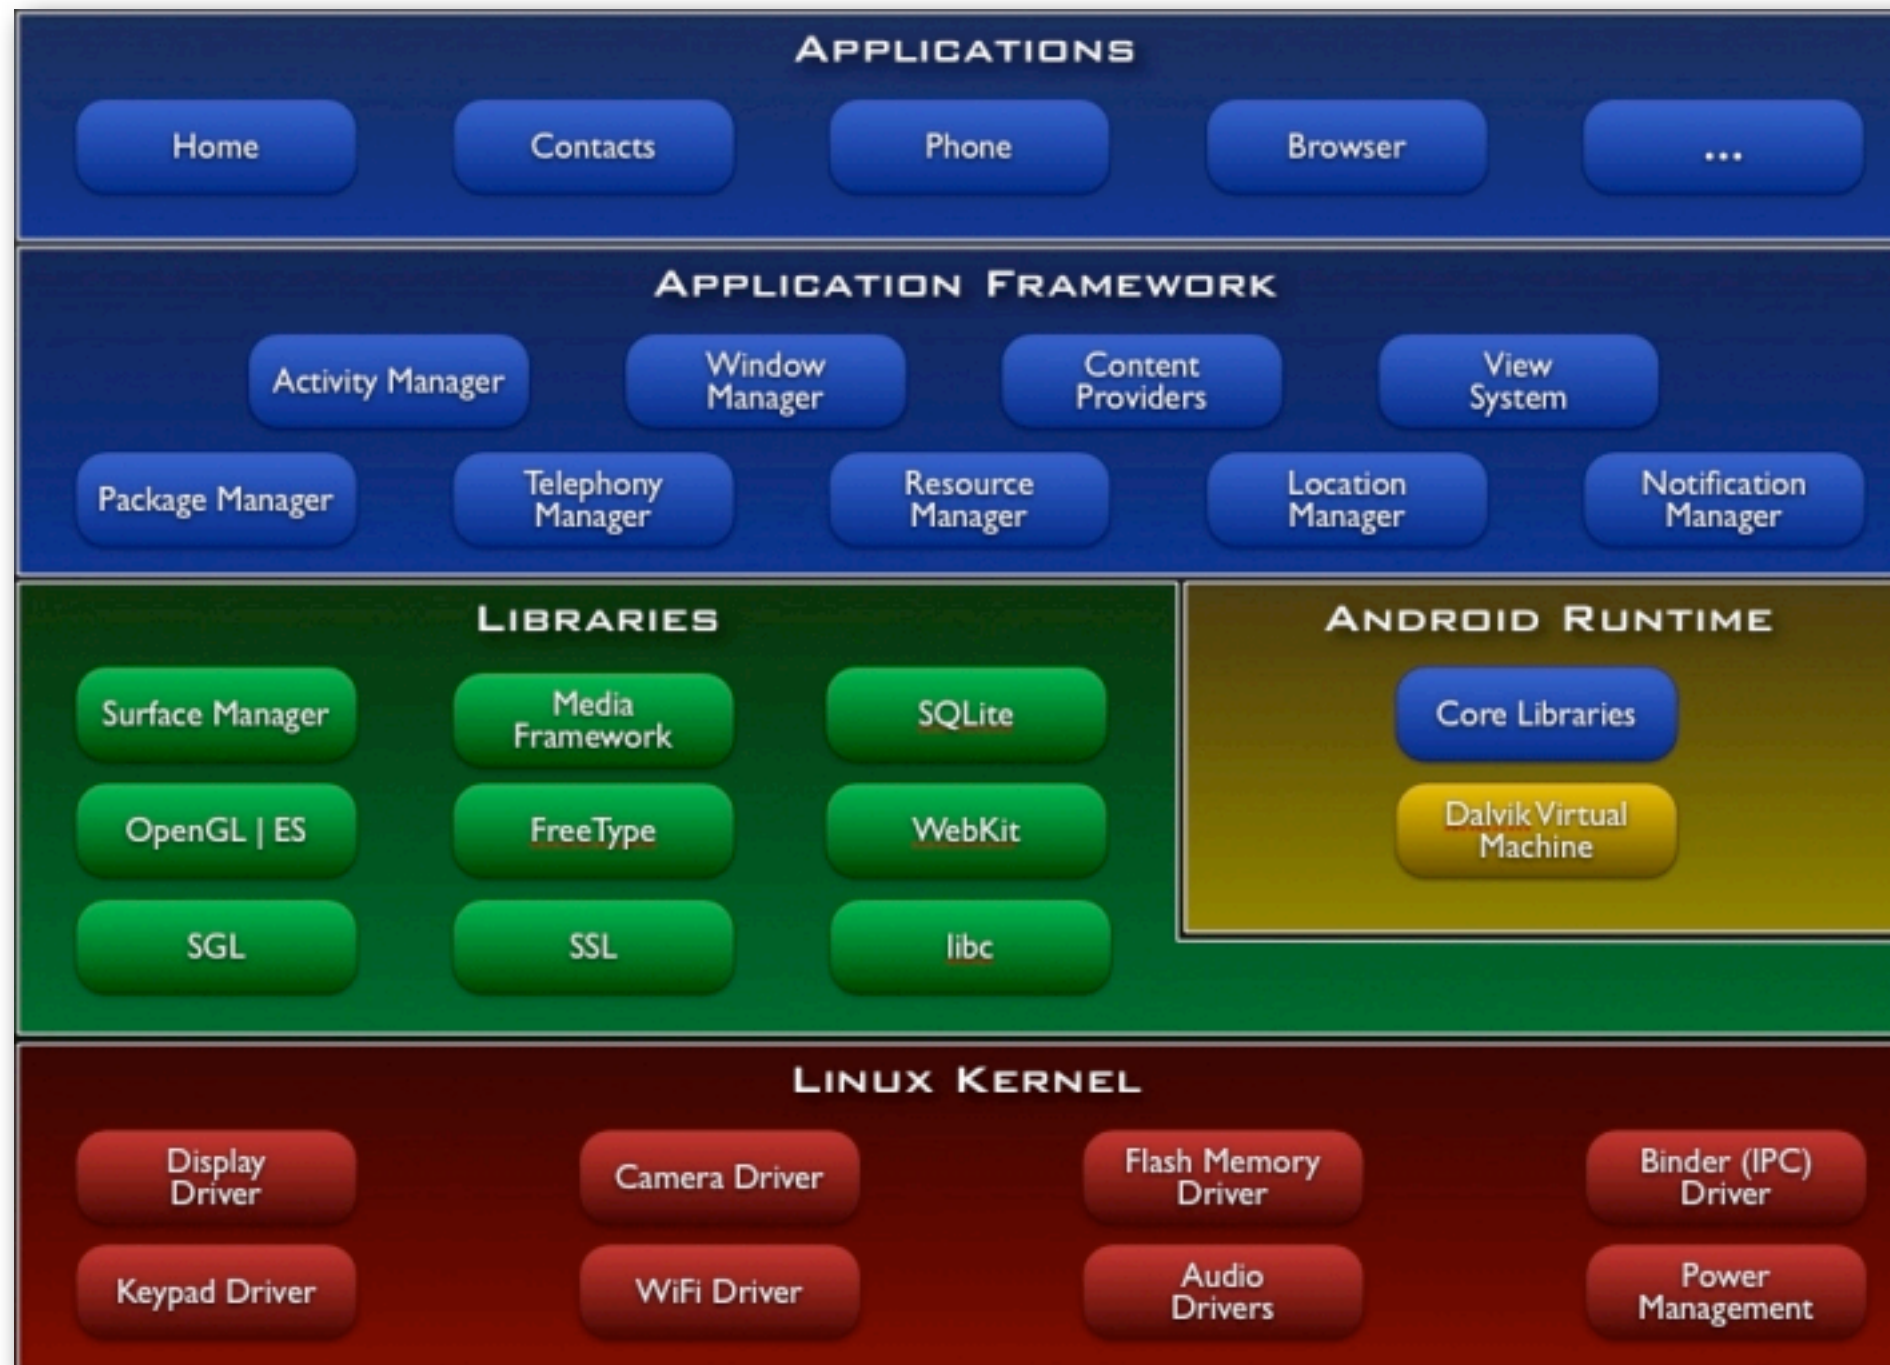 APPLICATIONS
Home
Contacts
Phone
Browser
...
APPLICATION FRAMEWORK
Activity Manager
Window
Manager
Content
Providers
View
System
Package Manager
Telephony
Manager
Resource
Manager
Location
Manager
Notification
Manager
LIBRARIES
Surface Manager
Media
Framework
SQLite
OpenGL | ES
FreeType
WebKit
SGL
SSL
libc
ANDROID RUNTIME
Core Libraries
Dalvik Virtual
Machine
LINUX KERNEL
Display
Driver
Camera Driver
Flash Memory
Driver
Binder (IPC)
Driver
Keypad Driver
WiFi Driver
Audio
Drivers
Power
Management